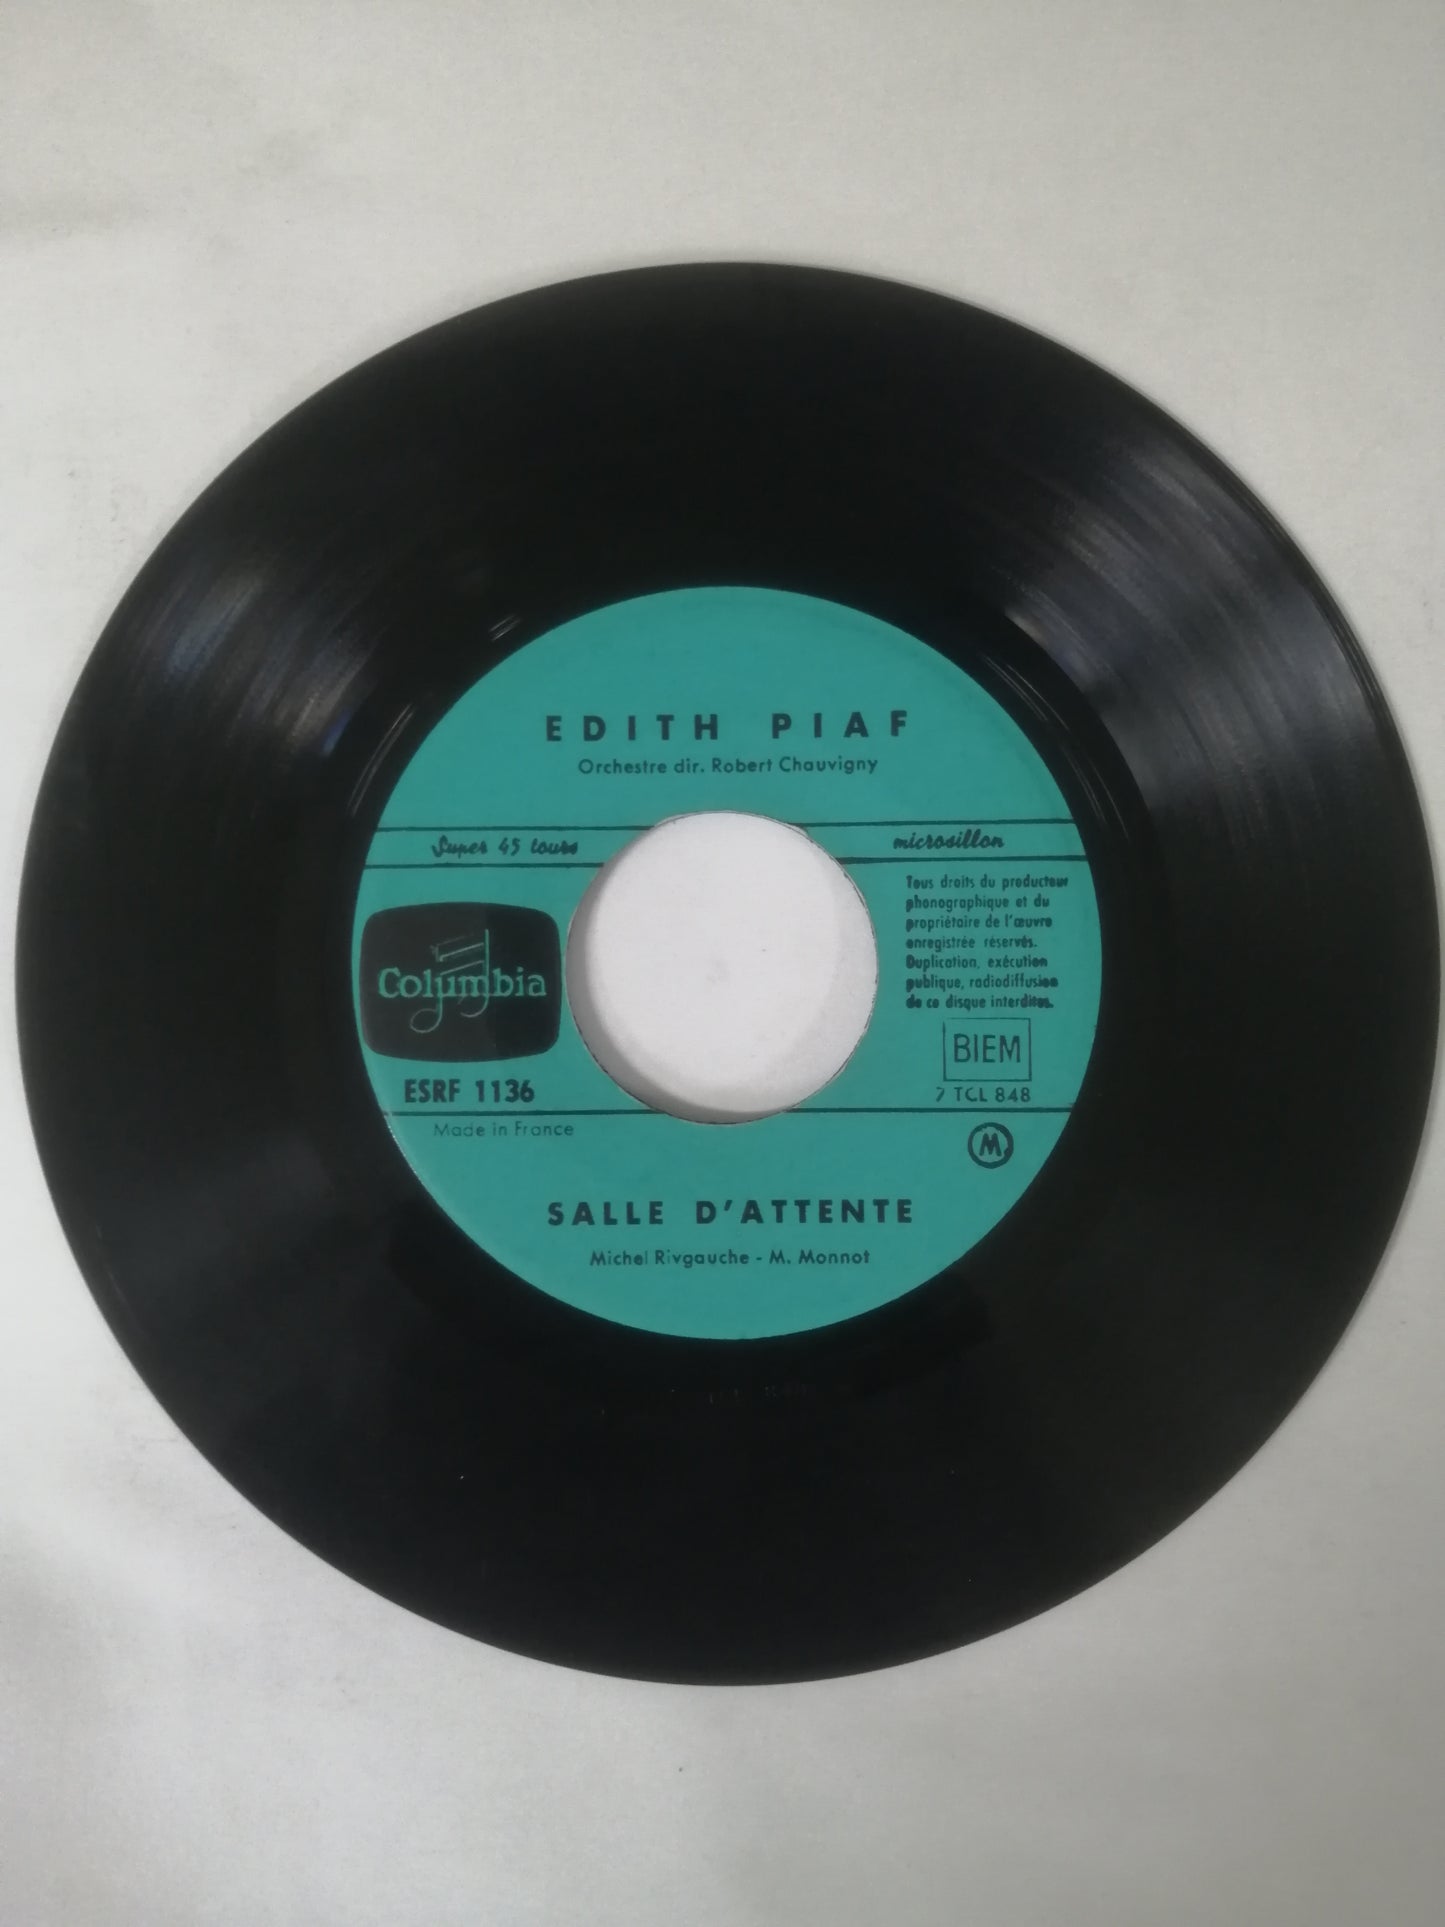 EDITH PIAF
Orchestre dir. Robert Chauvigny
Super 45 tours
microsillon
Tous droits du producteur
phonographique et du
propriétaire de l'œuvre
enregistrée réservés.
Duplication, exécution
publique, radiodiffusion
de ce disque interdites.
Columbia
BIEM
ESRF 1136
7 TCL 848
Made in France
M
SALLE D'ATTENTE
Michel Rivgauche - M. Monnot